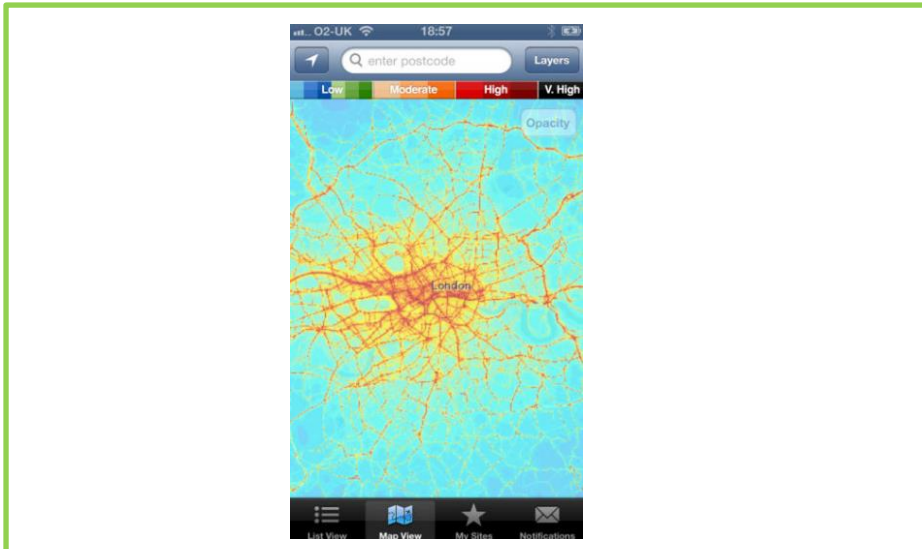 O2-UK 18:57
enter postcode Layers
Low Moderate High V. High
Opacity
London
List View Map View My Sites Notifications